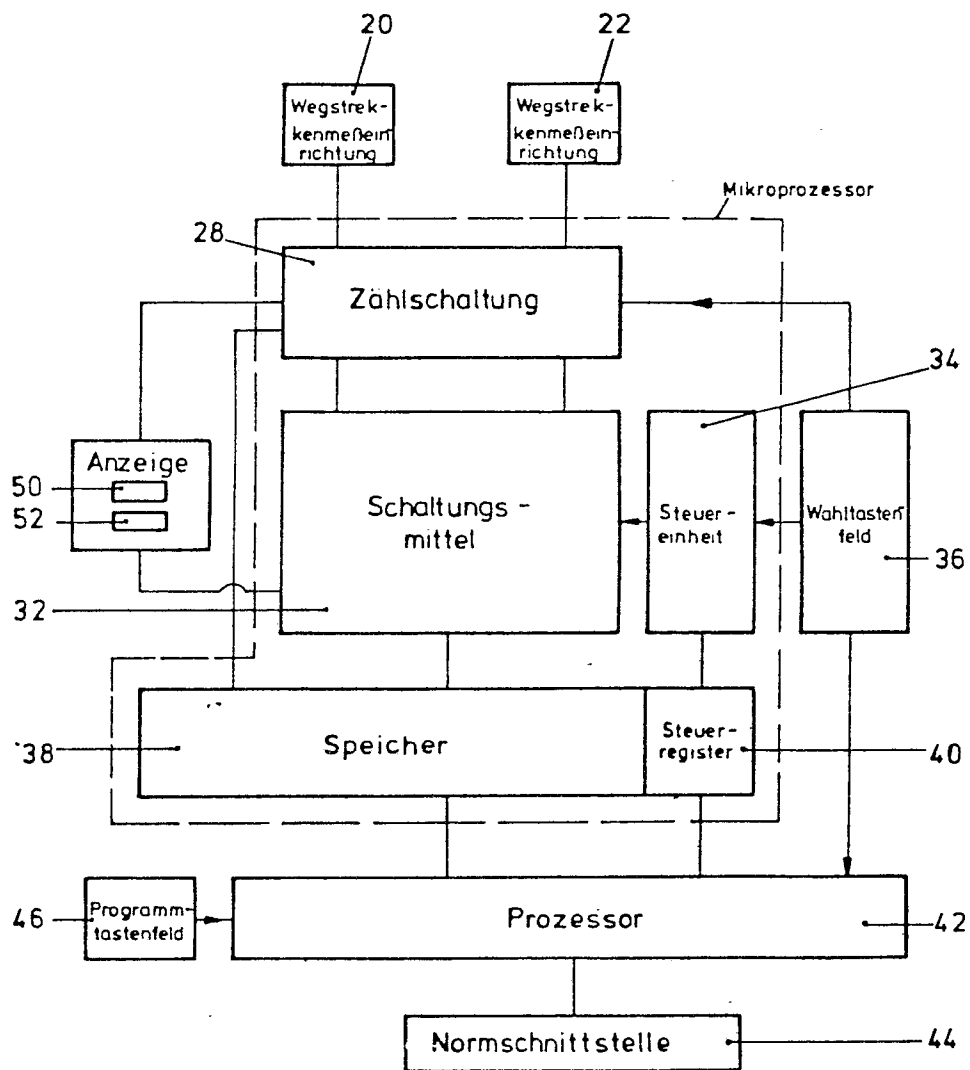 20
22
Wegstrek-
kenmeßein
richtung
Wegstrek-
kenmeßein-
richtung
Mikroprozessor
28
Zählschaltung
34
Anzeige
50
52
Schaltungs-
mittel
Steuer-
einheit
Wahltasten
feld
36
32
38
Speicher
Steuer-
register
40
46
Programm-
tastenfeld
Prozessor
42
Normschnittstelle
44